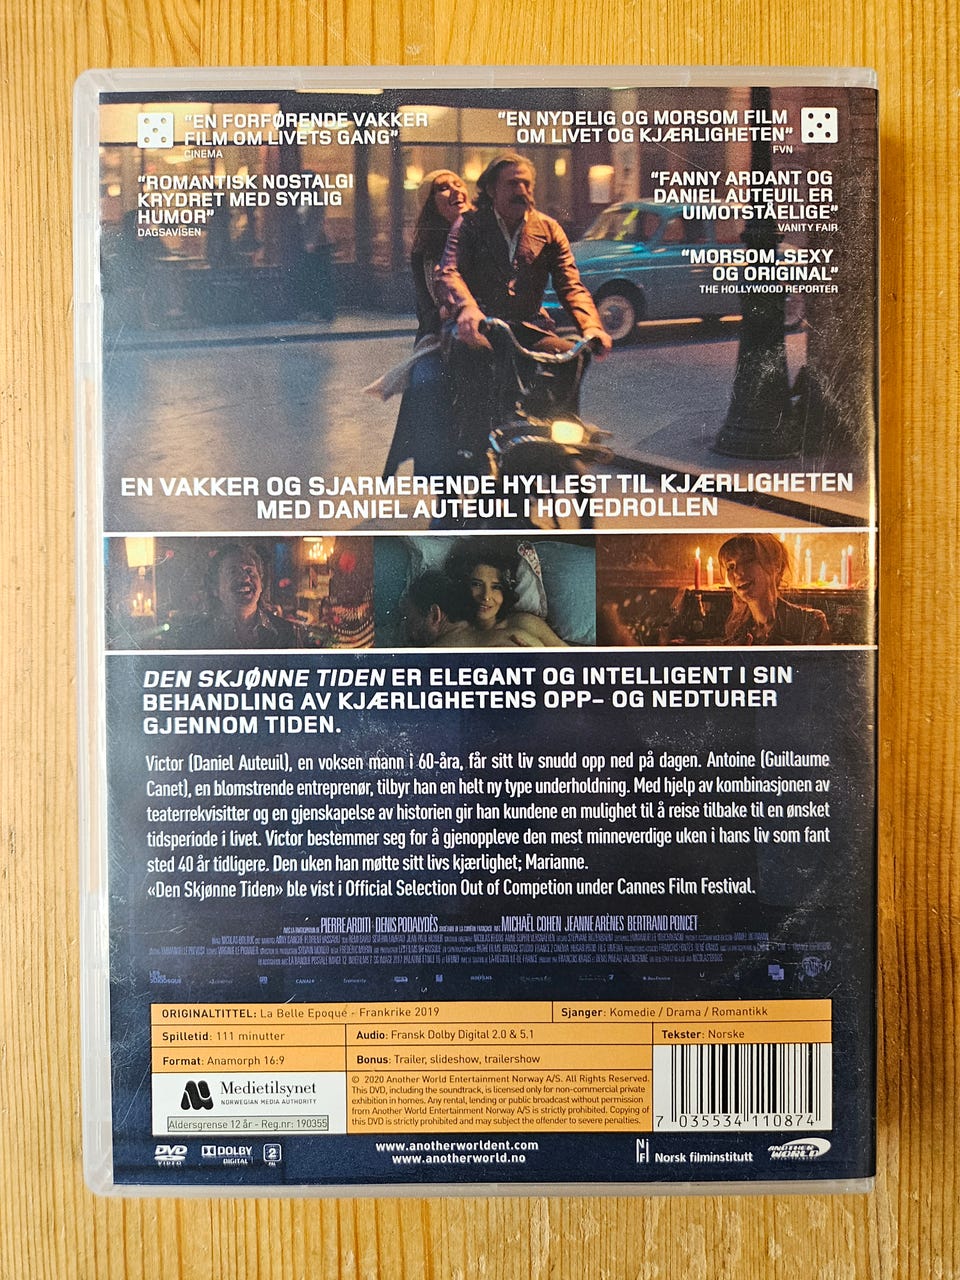 "EN FORFØRENDE VAKKER
FILM OM LIVETS GANG"
CINEMA
"ROMANTISK NOSTALGI
KRYDRET MED SYRLIG
HUMOR"
DAGSAVISEN
"EN NYDELIG OG MORSOM FILM
OM LIVET OG KJÆRLIGHETEN"
FVN
"FANNY ARDANT OG
DANIEL AUTEUIL ER
UIMOTSTÅELIGE"
VANITY FAIR
"MORSOM, SEXY
OG ORIGINAL"
THE HOLLYWOOD REPORTER
EN VAKKER OG SJARMERENDE HYLLEST TIL KJÆRLIGHETEN
MED DANIEL AUTEUIL I HOVEDROLLEN
DEN SKJØNNE TIDEN ER ELEGANT OG INTELLIGENT I SIN
BEHANDLING AV KJÆRLIGHETENS OPP- OG NEDTURER
GJENNOM TIDEN.
Victor (Daniel Auteuil), en voksen mann i 60-åra, får sitt liv snudd opp ned på dagen. Antoine (Guillaume
Canet), en blomstrende entreprenør, tilbyr han en helt ny type underholdning. Med hjelp av kombinasjonen av
teaterrekvisitter og en gjenskapelse av historien gir han kundene en mulighet til å reise tilbake til en ønsket
tidsperiode i livet. Victor bestemmer seg for å gjenoppleve den mest minneverdige uken i hans liv som fant
sted 40 år tidligere. Den uken han møtte sitt livs kjærlighet; Marianne.
«Den Skjønne Tiden» ble vist i Official Selection Out of Competion under Cannes Film Festival.
PIERRE ARDITI DENIS PODALYDÈS MICHAËL COHEN JEANNE ARÈNES BERTRAND PONCET
ORIGINALTITTEL: La Belle Epoque - Frankrike 2019
Sjanger: Komedie / Drama / Romantikk
Spilletid: 111 minutter
Audio: Fransk Dolby Digital 2.0 & 5,1
Tekster: Norske
Format: Anamorph 16:9
Bonus: Trailer, slideshow, trailershow
Medietilsynet
NORWEGIAN MEDIA AUTHORITY
Aldersgrense 12 år - Reg.nr: 190355
© 2020 Another World Entertainment Norway A/S. All Rights Reserved.
This DVD, including the soundtrack, is licensed only for non-commercial private
exhibition in homes. Any rental, lending or public broadcast without permission
from Another World Entertainment Norway A/S is strictly prohibited. Copying of
this DVD is strictly prohibited and may subject the offender to severe penalties.
7 035534 110874
DVD
VIDEO
DOLBY
DIGITAL
2
PAL
www.anotherworldent.com
www.anotherworld.no
NFI
Norsk filminstitutt
ANOTHER
WORLD
ENTERTAINMENT